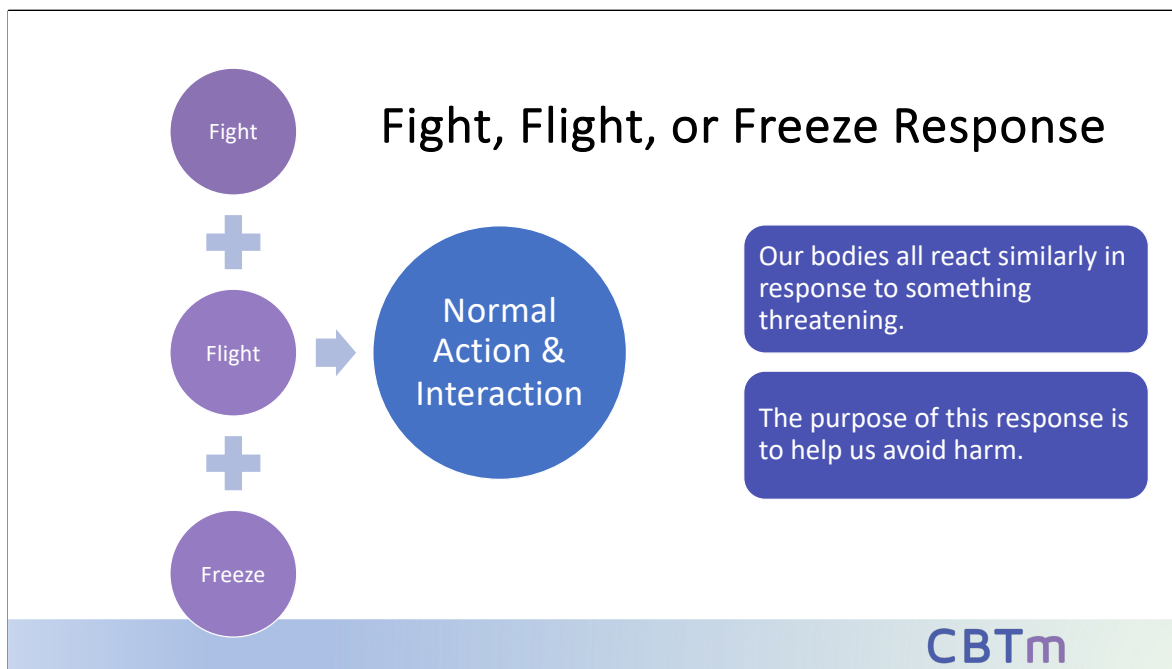 Fight, Flight, or Freeze Response
Fight
Flight
Freeze
Normal
Action &
Interaction
Our bodies all react similarly in
response to something
threatening.
The purpose of this response is
to help us avoid harm.
CBTm